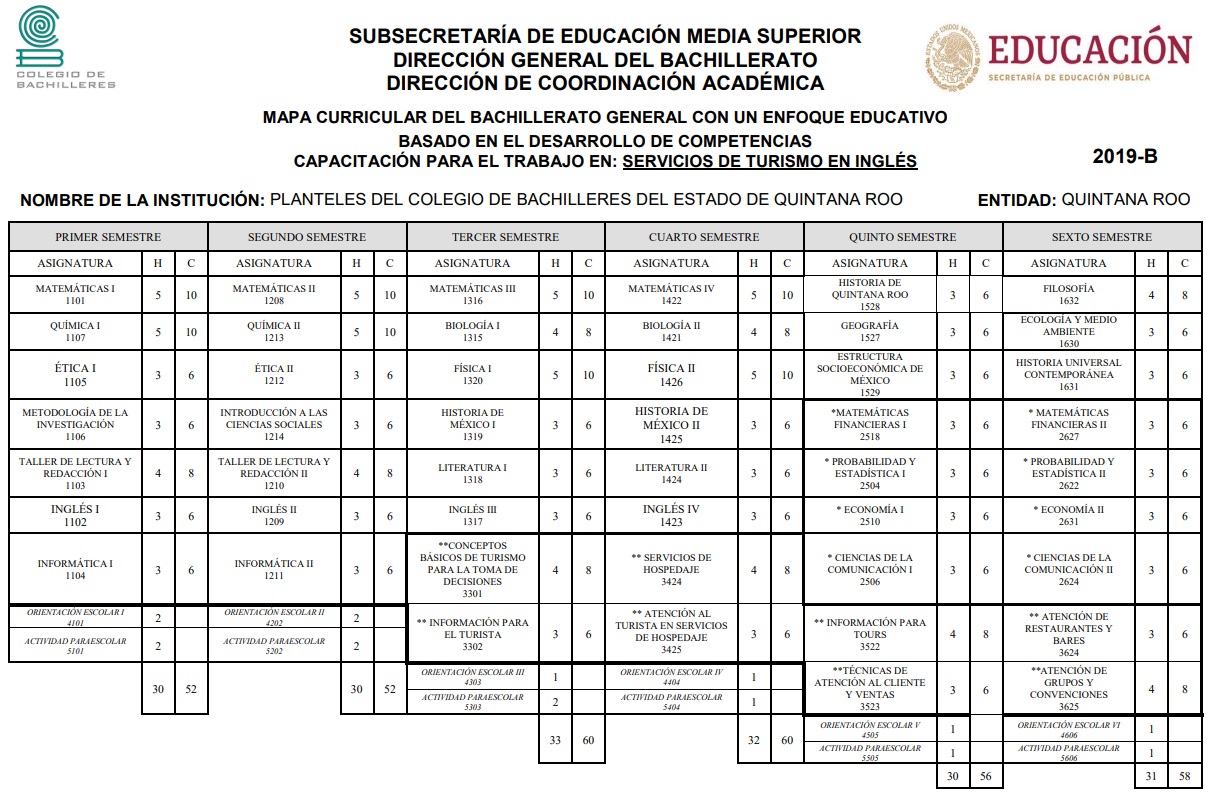 COLEGIO DE
BACHILLERES
SUBSECRETARÍA DE EDUCACIÓN MEDIA SUPERIOR
DIRECCIÓN GENERAL DEL BACHILLERATO
DIRECCIÓN DE COORDINACIÓN ACADÉMICA
ESTADOS UNIDOS MEXICANOS
EDUCACIÓN
SECRETARÍA DE EDUCACIÓN PÚBLICA
MAPA CURRICULAR DEL BACHILLERATO GENERAL CON UN ENFOQUE EDUCATIVO
BASADO EN EL DESARROLLO DE COMPETENCIAS
CAPACITACIÓN PARA EL TRABAJO EN: SERVICIOS DE TURISMO EN INGLÉS
2019-B
NOMBRE DE LA INSTITUCIÓN: PLANTELES DEL COLEGIO DE BACHILLERES DEL ESTADO DE QUINTANA ROO ENTIDAD: QUINTANA ROO
PRIMER SEMESTRE SEGUNDO SEMESTRE TERCER SEMESTRE CUARTO SEMESTRE QUINTO SEMESTRE SEXTO SEMESTRE
ASIGNATURA H C ASIGNATURA H C ASIGNATURA H C ASIGNATURA H C ASIGNATURA H C ASIGNATURA H C
MATEMÁTICAS I
1101
5 10
MATEMÁTICAS II
1208
5 10
MATEMÁTICAS III
1316
5 10
MATEMÁTICAS IV
1422
5 10
HISTORIA DE
QUINTANA ROO
1528
3 6
FILOSOFÍA
1632
4 8
QUÍMICA I
1107
5 10
QUÍMICA II
1213
5 10
BIOLOGÍA I
1315
4 8
BIOLOGÍA II
1421
4 8
GEOGRAFÍA
1527
3 6
ECOLOGÍA Y MEDIO
AMBIENTE
1630
3 6
ÉTICA I
1105
3 6
ÉTICA II
1212
3 6
FÍSICA I
1320
5 10
FÍSICA II
1426
5 10
ESTRUCTURA
SOCIOECONÓMICA DE
MÉXICO
1529
3 6
HISTORIA UNIVERSAL
CONTEMPORÁNEA
1631
3 6
METODOLOGÍA DE LA
INVESTIGACIÓN
1106
3 6
INTRODUCCIÓN A LAS
CIENCIAS SOCIALES
1214
3 6
HISTORIA DE
MÉXICO I
1319
3 6
HISTORIA DE
MÉXICO II
1425
3 6
*MATEMÁTICAS
FINANCIERAS I
2518
3 6
* MATEMÁTICAS
FINANCIERAS II
2627
3 6
TALLER DE LECTURA Y
REDACCIÓN I
1103
4 8
TALLER DE LECTURA Y
REDACCIÓN II
1210
4 8
LITERATURA I
1318
3 6
LITERATURA II
1424
3 6
* PROBABILIDAD Y
ESTADÍSTICA I
2504
3 6
* PROBABILIDAD Y
ESTADÍSTICA II
2622
3 6
INGLÉS I
1102
3 6
INGLÉS II
1209
3 6
INGLÉS III
1317
3 6
INGLÉS IV
1423
3 6
* ECONOMÍA I
2510
3 6
* ECONOMÍA II
2631
3 6
INFORMÁTICA I
1104
3 6
INFORMÁTICA II
1211
3 6
**CONCEPTOS
BÁSICOS DE TURISMO
PARA LA TOMA DE
DECISIONES
3301
4 8
** SERVICIOS DE
HOSPEDAJE
3424
4 8
* CIENCIAS DE LA
COMUNICACIÓN I
2506
3 6
* CIENCIAS DE LA
COMUNICACIÓN II
2624
3 6
ORIENTACIÓN ESCOLAR I
4101
2
ORIENTACIÓN ESCOLAR II
4202
2
** INFORMACIÓN PARA
EL TURISTA
3302
3 6
** ATENCIÓN AL
TURISTA EN SERVICIOS
DE HOSPEDAJE
3425
3 6
** INFORMACIÓN PARA
TOURS
3522
4 8
** ATENCIÓN DE
RESTAURANTES Y
BARES
3624
3 6
ACTIVIDAD PARAESCOLAR
5101
2
ACTIVIDAD PARAESCOLAR
5202
2
30 52
30 52
ORIENTACIÓN ESCOLAR III
4303
1
ORIENTACIÓN ESCOLAR IV
4404
1
**TÉCNICAS DE
ATENCIÓN AL CLIENTE
Y VENTAS
3523
3 6
**ATENCIÓN DE
GRUPOS Y
CONVENCIONES
3625
4 8
ACTIVIDAD PARAESCOLAR
5303
2
ACTIVIDAD PARAESCOLAR
5404
1
33 60
32 60
ORIENTACIÓN ESCOLAR V
4505
1
ORIENTACIÓN ESCOLAR VI
4606
1
ACTIVIDAD PARAESCOLAR
5505
1
ACTIVIDAD PARAESCOLAR
5606
1
30 56
31 58